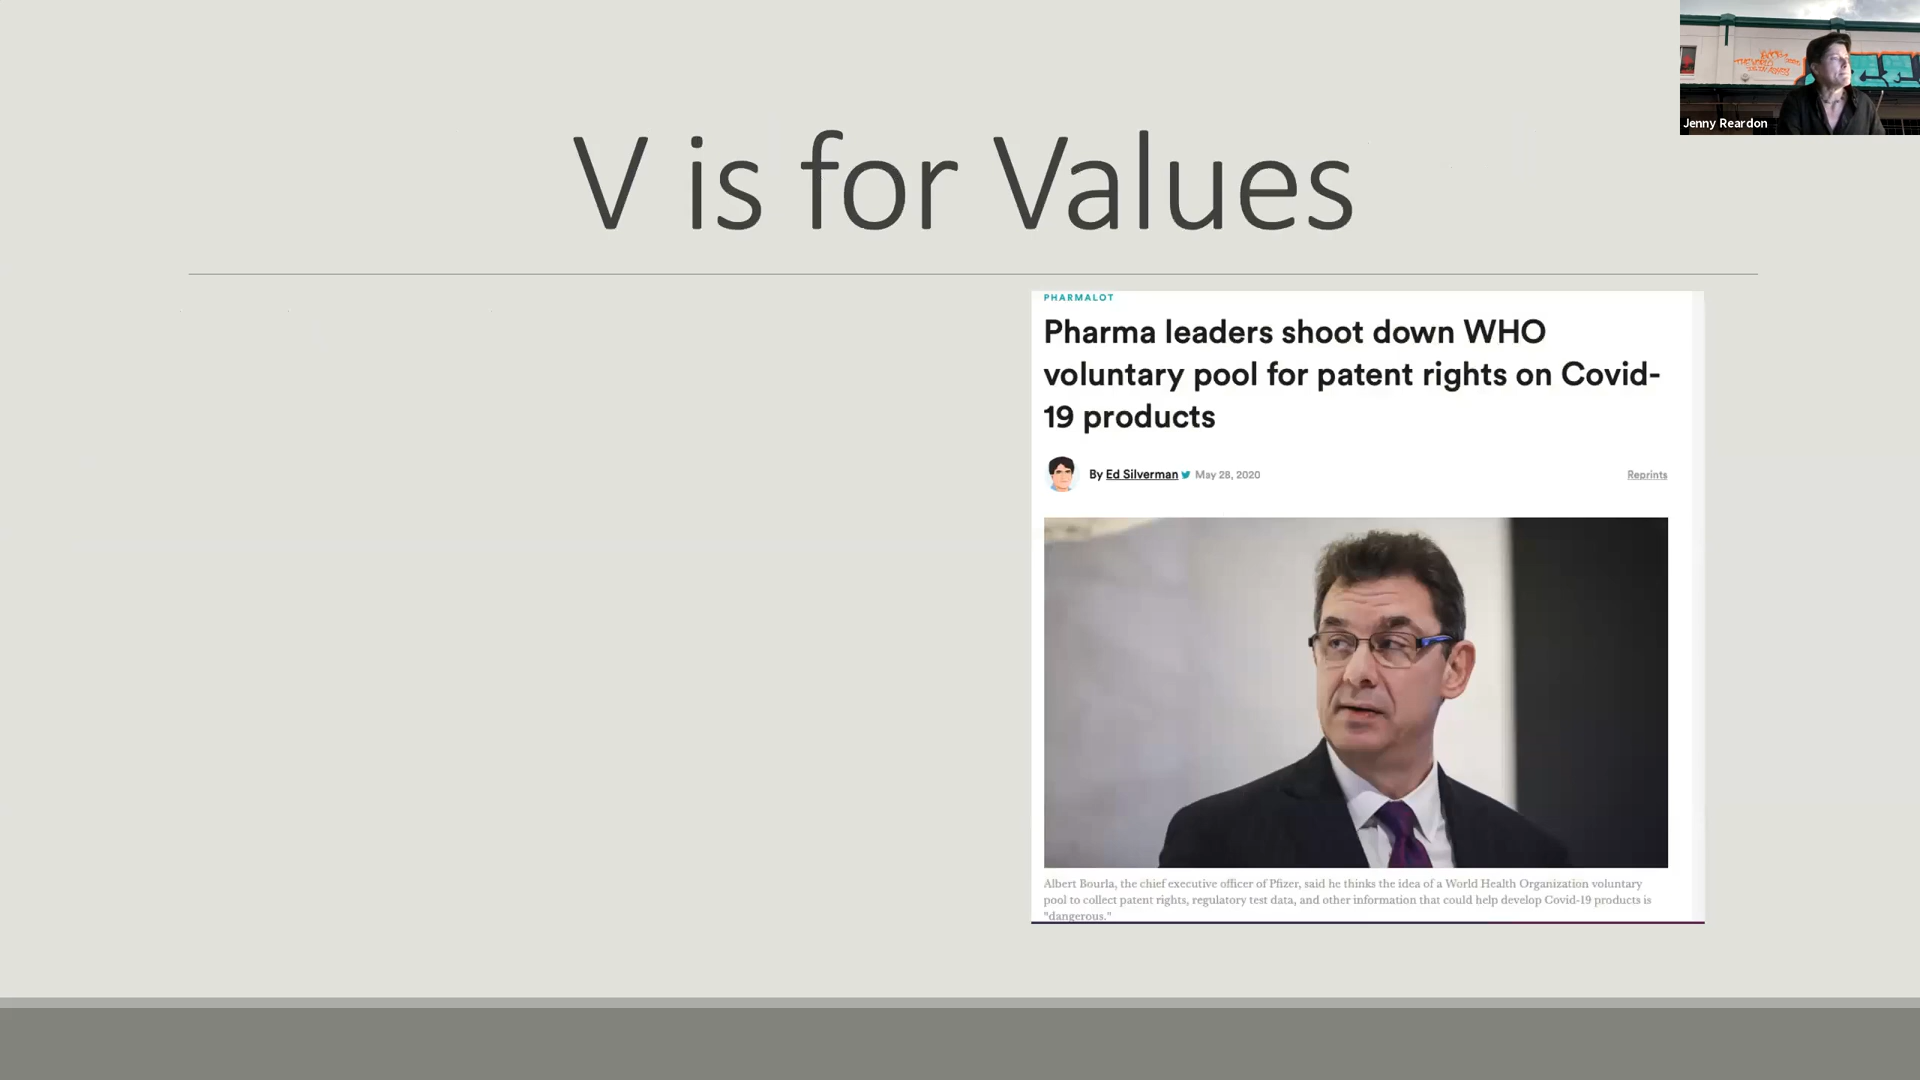 V is for Values
PHARMALOT
Pharma leaders shoot down WHO
voluntary pool for patent rights on Covid-
19 products
By Ed Silverman May 28, 2020
Reprints
Albert Bourla, the chief executive officer of Pfizer, said he thinks the idea of a World Health Organization voluntary
pool to collect patent rights, regulatory test data, and other information that could help develop Covid-19 products is
"dangerous."
Jenny Reardon